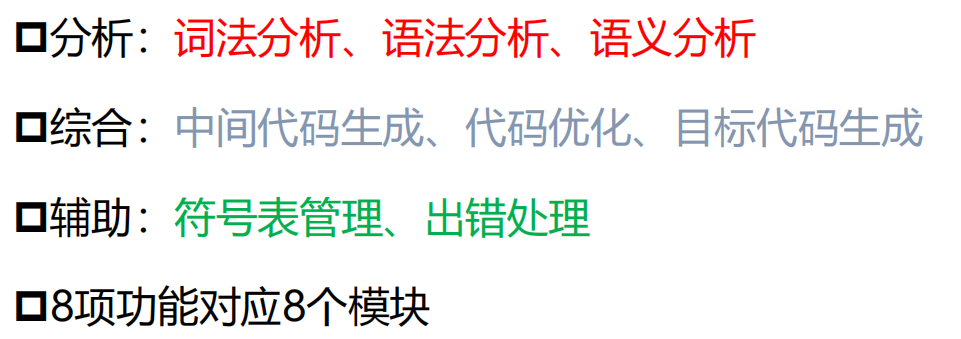 分析：词法分析、语法分析、语义分析
综合：中间代码生成、代码优化、目标代码生成
辅助：符号表管理、出错处理
8项功能对应8个模块